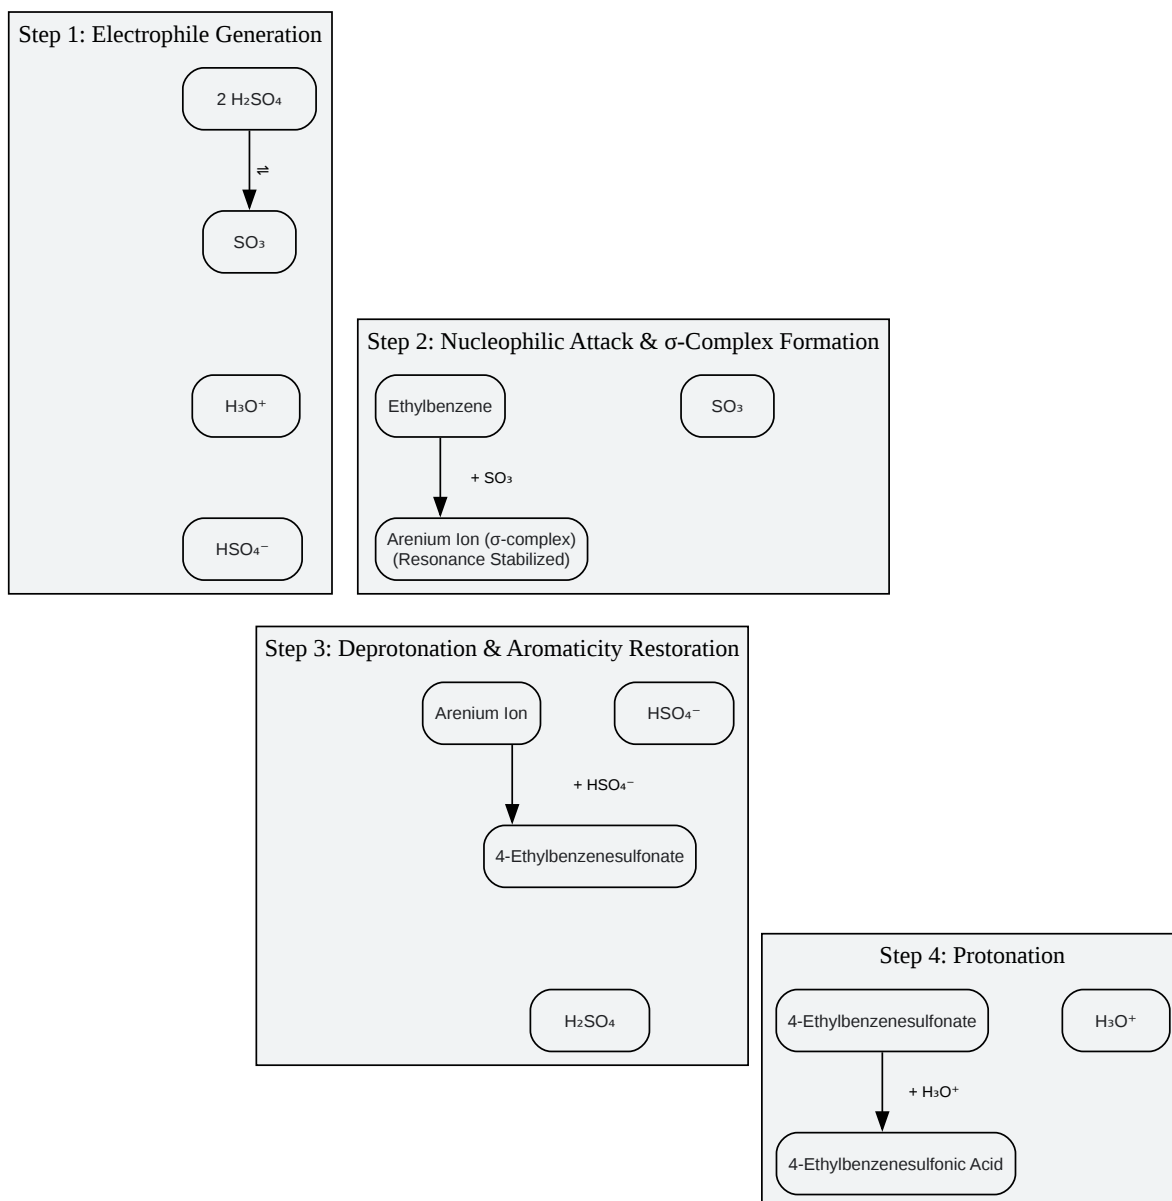 Step 1: Electrophile Generation
2 H₂SO₄
⇌
SO₃
H₃O⁺
HSO₄⁻
Step 2: Nucleophilic Attack & σ-Complex Formation
Ethylbenzene
SO₃
+ SO₃
Arenium Ion (σ-complex)
(Resonance Stabilized)
Step 3: Deprotonation & Aromaticity Restoration
Arenium Ion
HSO₄⁻
+ HSO₄⁻
4-Ethylbenzenesulfonate
H₂SO₄
Step 4: Protonation
4-Ethylbenzenesulfonate
H₃O⁺
+ H₃O⁺
4-Ethylbenzenesulfonic Acid